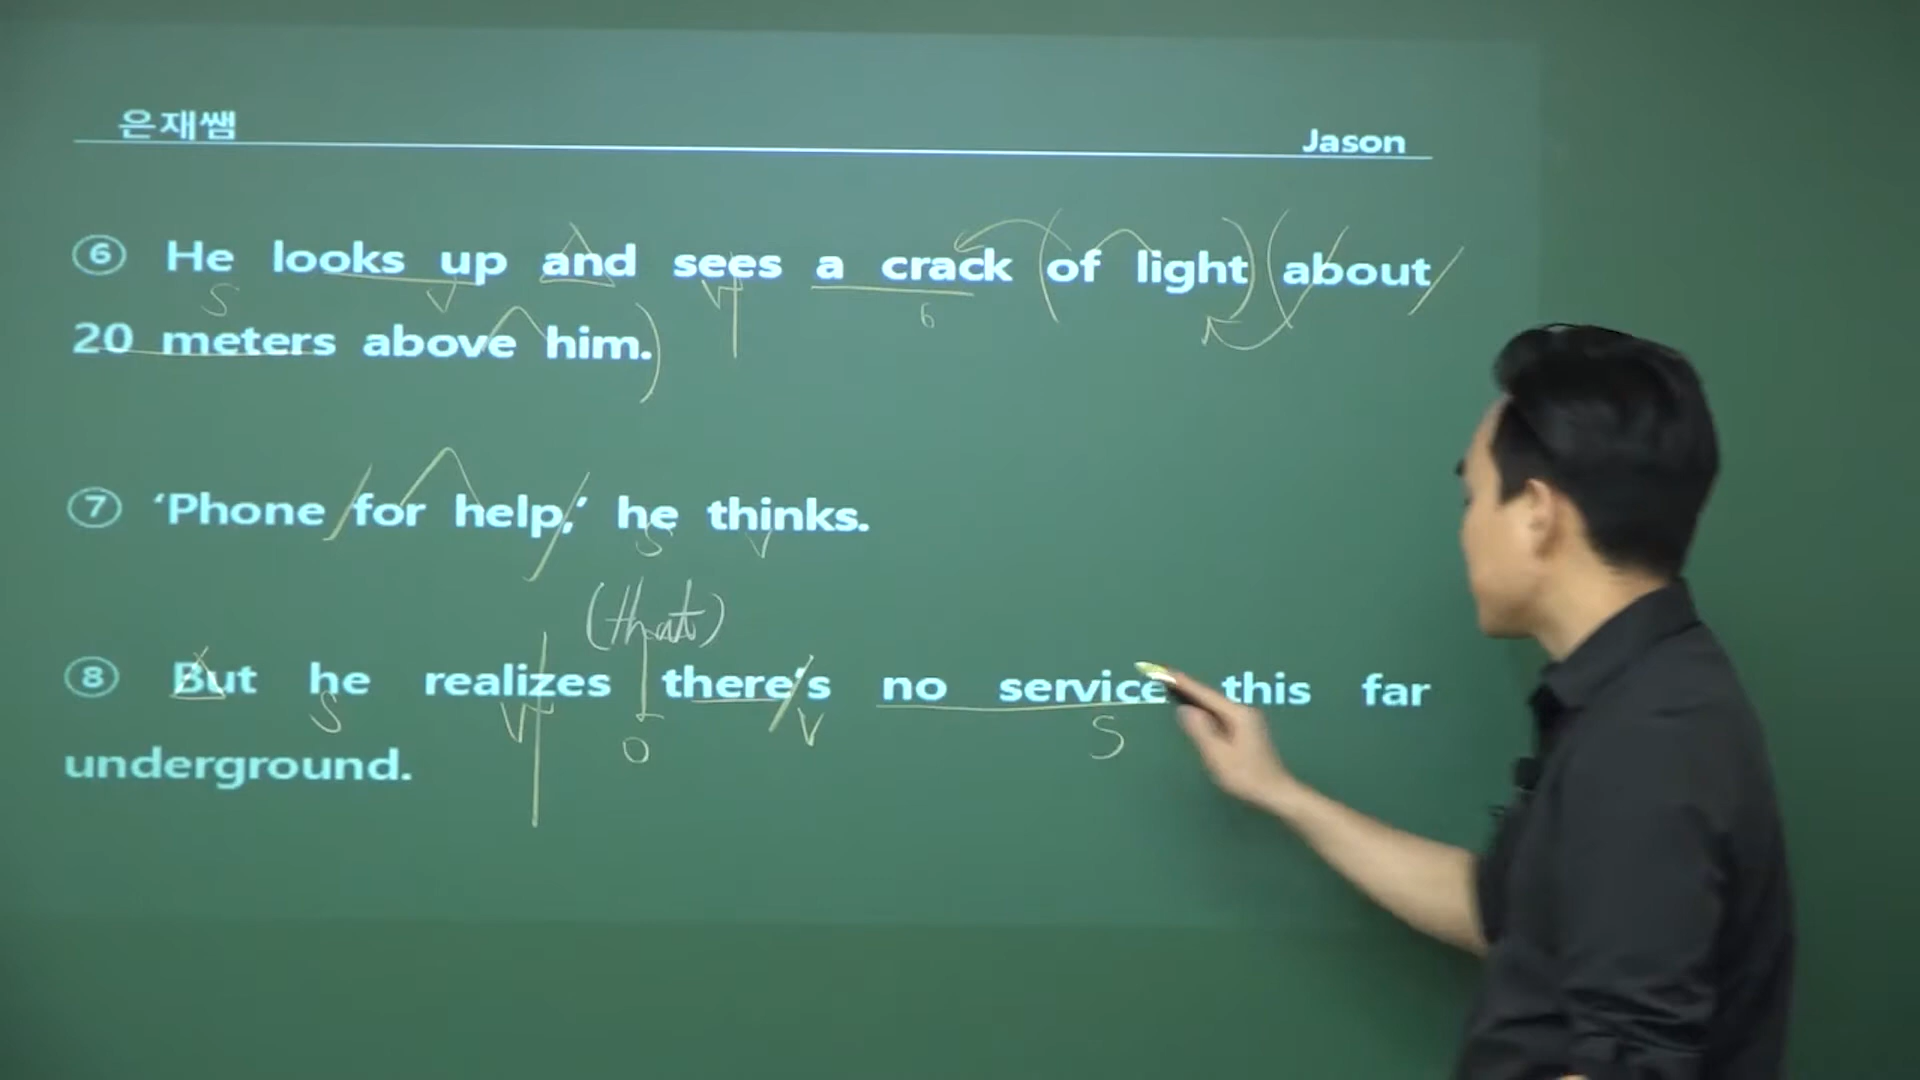 은재쌤 Jason
⑥ He looks up and sees a crack of light about
S V V o
20 meters above him.
⑦ 'Phone for help,' he thinks.
S V
(that)
⑧ But he realizes there's no service this far
S V O V S
underground.